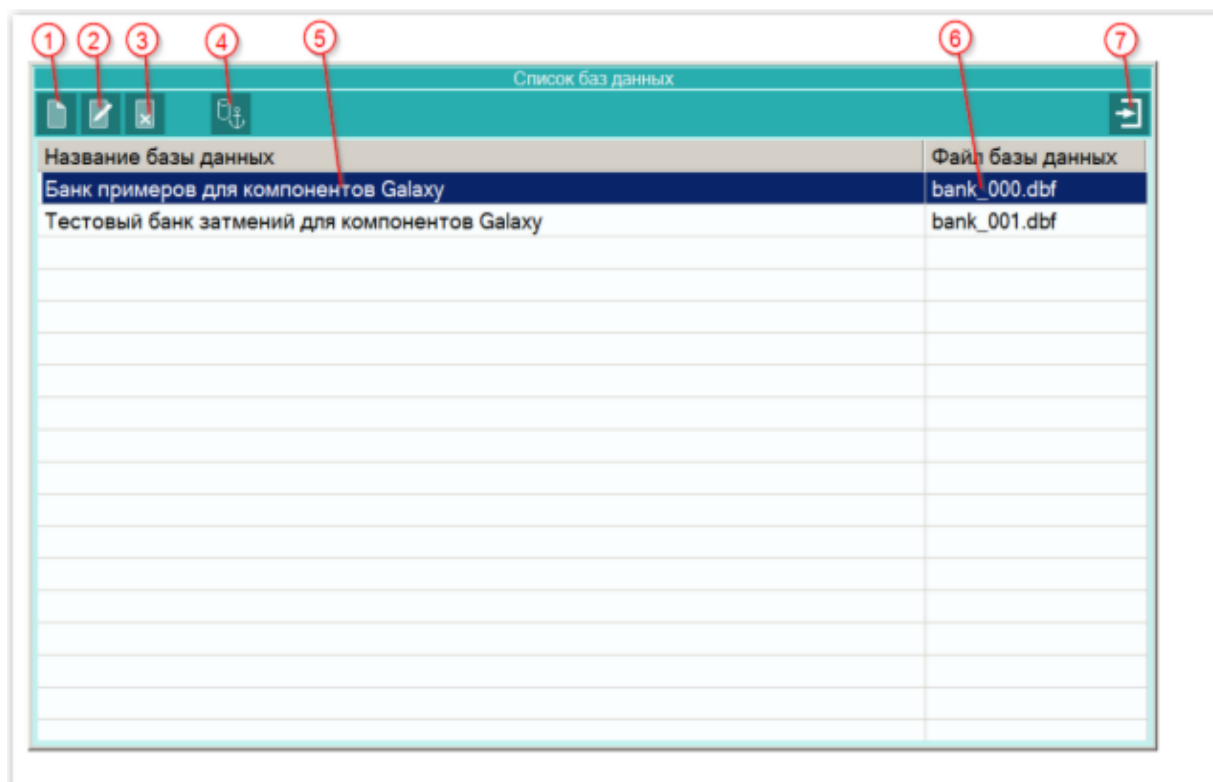 1 2 3 4 5 6 7
Список баз данных
Название базы данных Файл базы данных
Банк примеров для компонентов Galaxy bank_000.dbf
Тестовый банк затмений для компонентов Galaxy bank_001.dbf